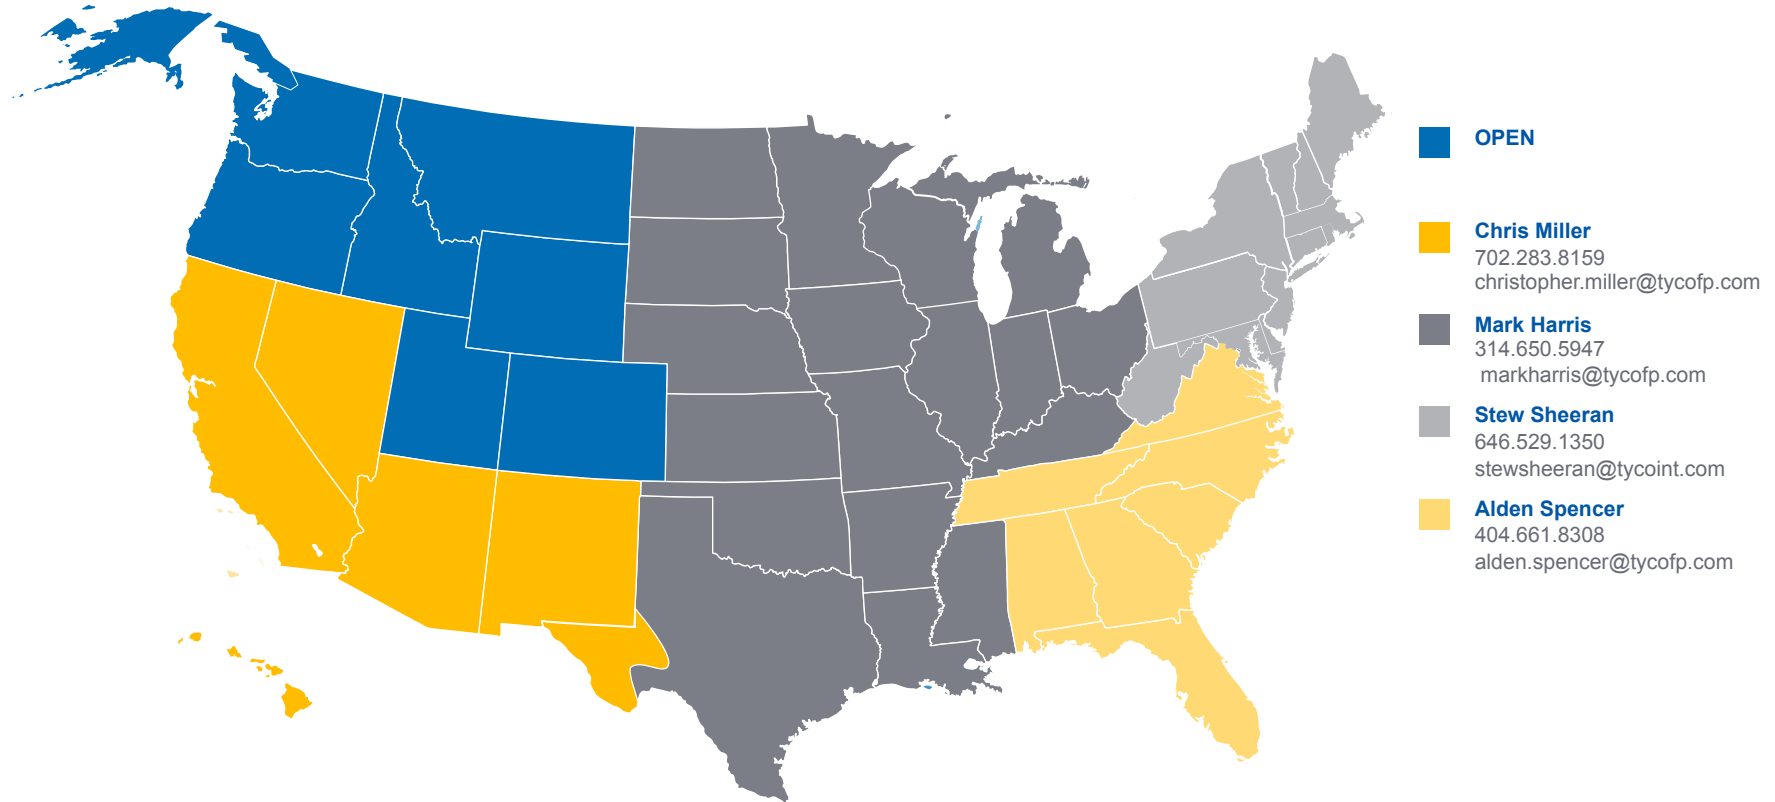 OPEN
Chris Miller
702.283.8159
christopher.miller@tycofp.com
Mark Harris
314.650.5947
markharris@tycofp.com
Stew Sheeran
646.529.1350
stewsheeran@tycoint.com
Alden Spencer
404.661.8308
alden.spencer@tycofp.com